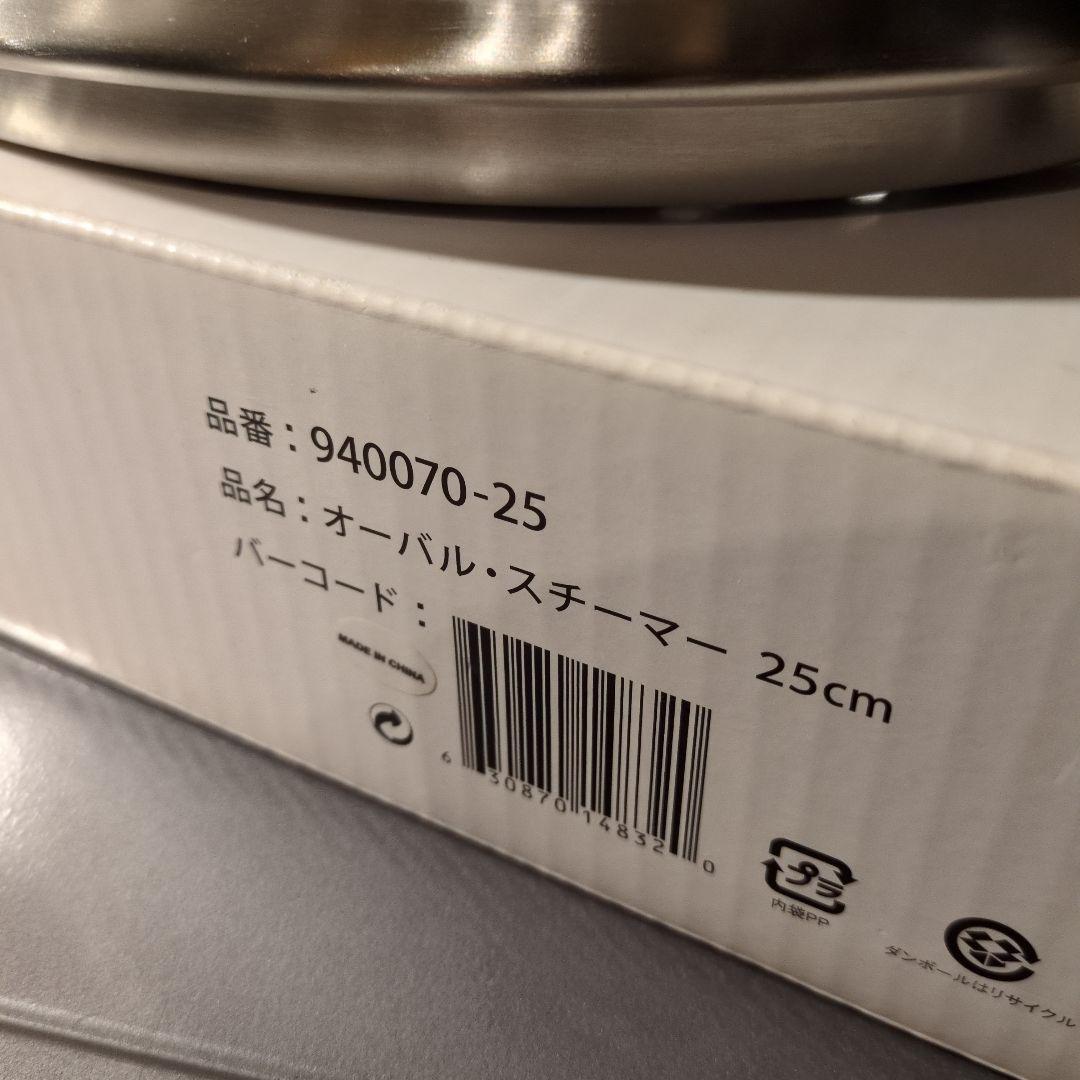 品番：940070-25
品名：オーバル・スチーマー 25cm
バーコード：
MADE IN CHINA
6 30870 14832 0
プラ
内袋PP
ダンボールはリサイクル